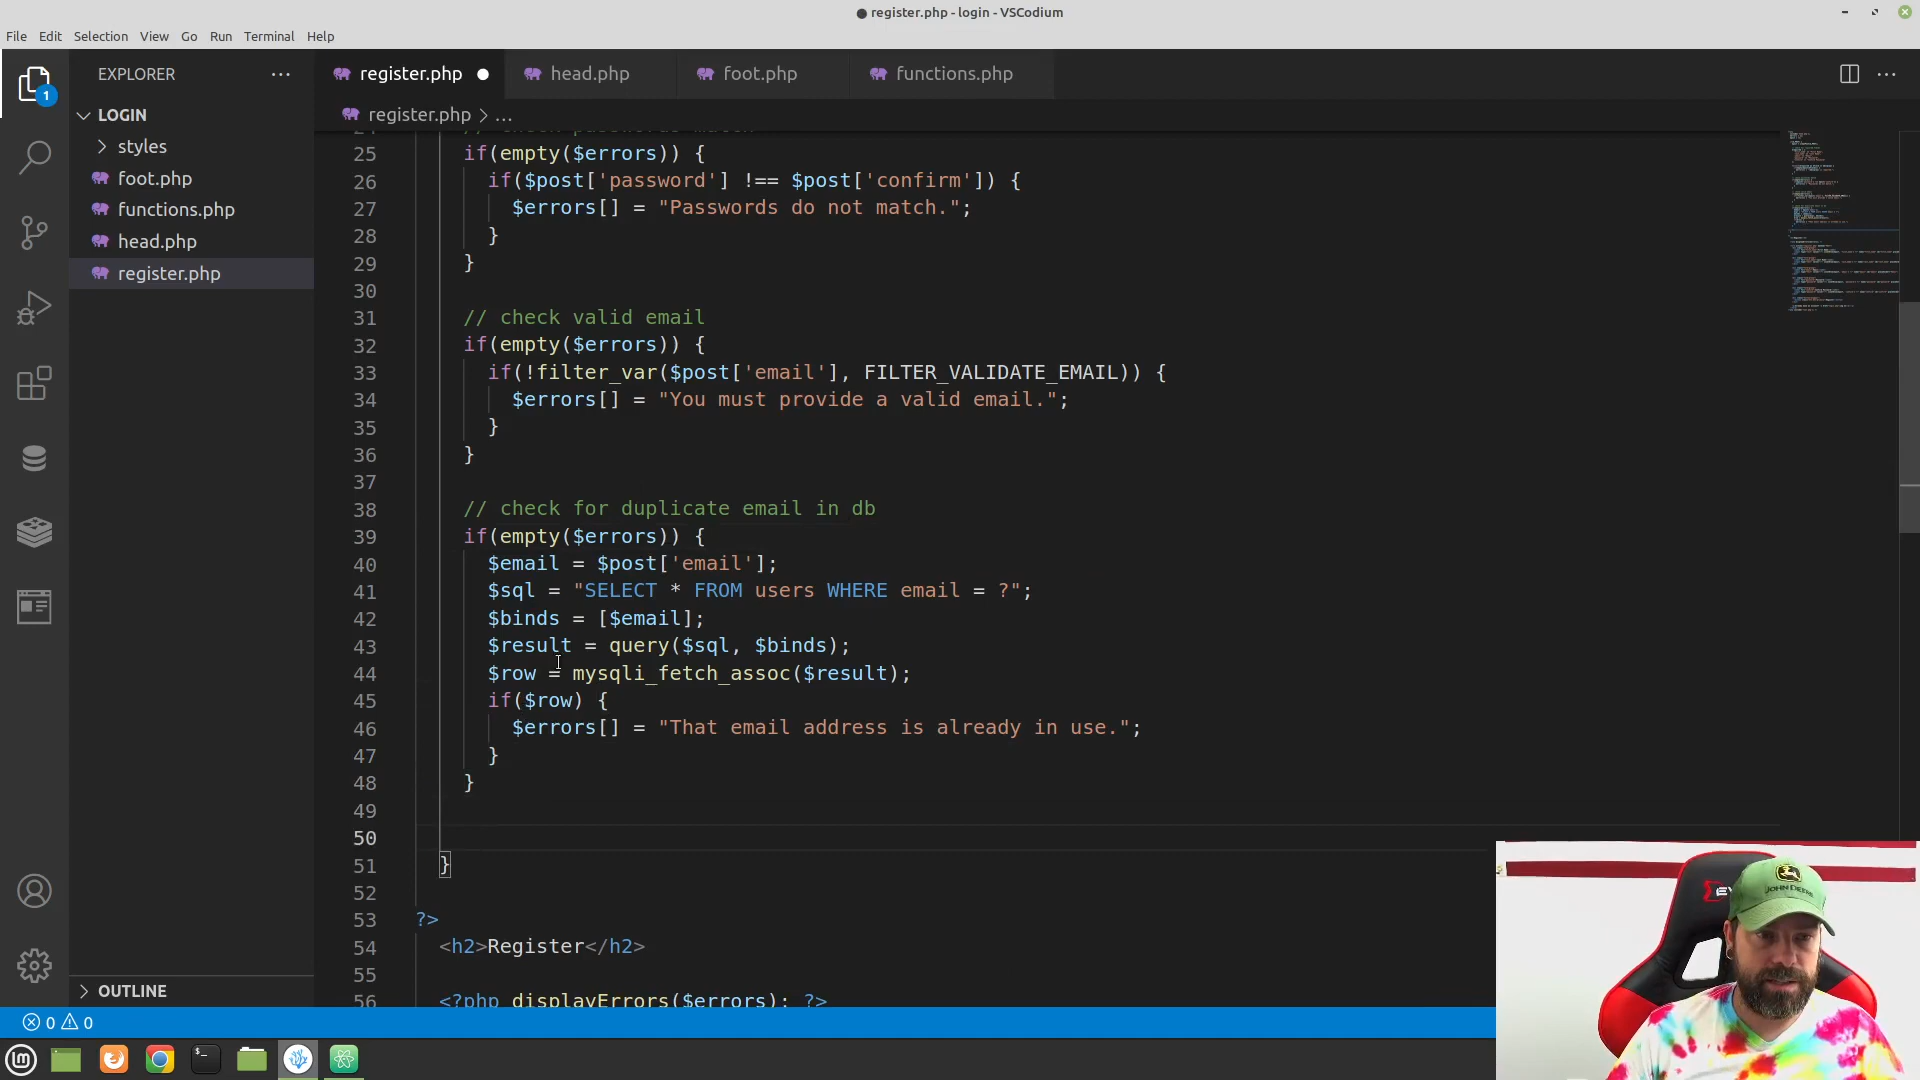 register.php - login - VSCodium
File Edit Selection View Go Run Terminal Help
EXPLORER
register.php
head.php
foot.php
functions.php
1
LOGIN
register.php > ...
styles
foot.php
functions.php
head.php
register.php
25 if(empty($errors)) {
26 if($post['password'] !== $post['confirm']) {
27 $errors[] = "Passwords do not match.";
28 }
29 }
30
31 // check valid email
32 if(empty($errors)) {
33 if(!filter_var($post['email'], FILTER_VALIDATE_EMAIL)) {
34 $errors[] = "You must provide a valid email.";
35 }
36 }
37
38 // check for duplicate email in db
39 if(empty($errors)) {
40 $email = $post['email'];
41 $sql = "SELECT * FROM users WHERE email = ?";
42 $binds = [$email];
43 $result = query($sql, $binds);
44 $row = mysqli_fetch_assoc($result);
45 if($row) {
46 $errors[] = "That email address is already in use.";
47 }
48 }
49
50
51 }
52
53 ?>
54 <h2>Register</h2>
55
56 <?php displayErrors($errors); ?>
OUTLINE
0 0
JOHN DEERE